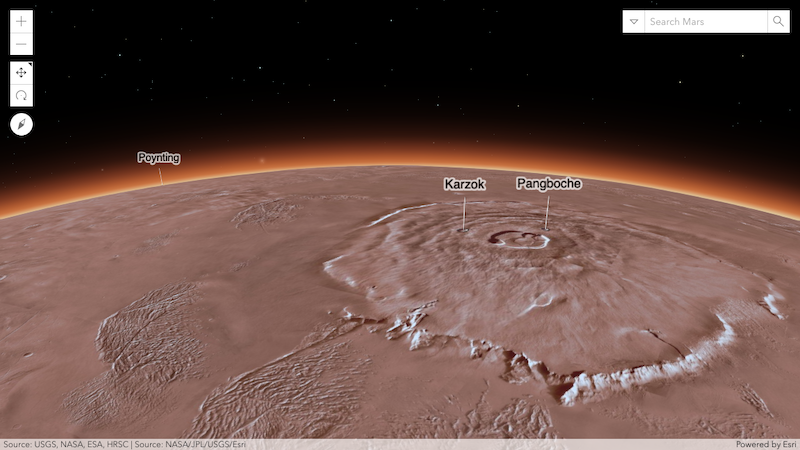 Search Mars
Poynting
Karzok
Pangboche
Source: USGS, NASA, ESA, HRSC | Source: NASA/JPL/USGS/Esri
Powered by Esri